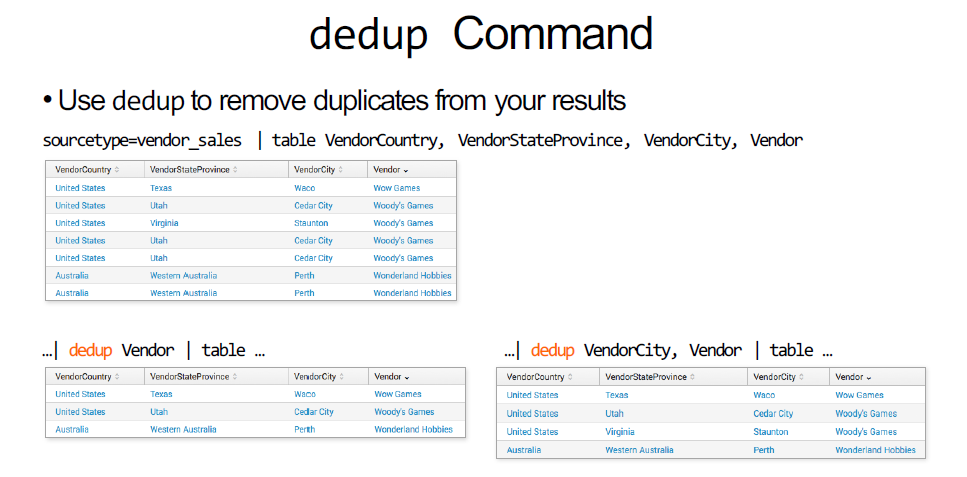 dedup Command
• Use dedup to remove duplicates from your results
sourcetype=vendor_sales | table VendorCountry, VendorStateProvince, VendorCity, Vendor
VendorCountry VendorStateProvince VendorCity Vendor
United States Texas Waco Wow Games
United States Utah Cedar City Woody's Games
United States Virginia Staunton Woody's Games
United States Utah Cedar City Woody's Games
United States Utah Cedar City Woody's Games
Australia Western Australia Perth Wonderland Hobbies
Australia Western Australia Perth Wonderland Hobbies
…| dedup Vendor | table …
VendorCountry VendorStateProvince VendorCity Vendor
United States Texas Waco Wow Games
United States Utah Cedar City Woody's Games
Australia Western Australia Perth Wonderland Hobbies
…| dedup VendorCity, Vendor | table …
VendorCountry VendorStateProvince VendorCity Vendor
United States Texas Waco Wow Games
United States Utah Cedar City Woody's Games
United States Virginia Staunton Woody's Games
Australia Western Australia Perth Wonderland Hobbies